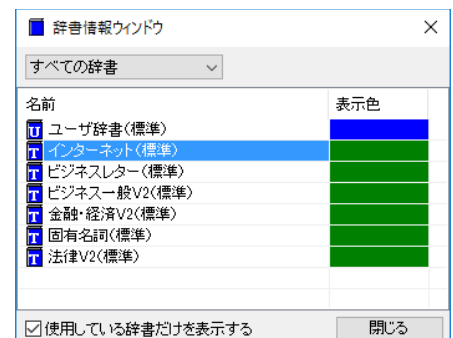 辞書情報ウィンドウ
すべての辞書
名前 表示色
U ユーザ辞書(標準)
T インターネット(標準)
T ビジネスレター(標準)
T ビジネス一般V2(標準)
T 金融・経済V2(標準)
T 固有名詞(標準)
T 法律V2(標準)
使用している辞書だけを表示する 閉じる